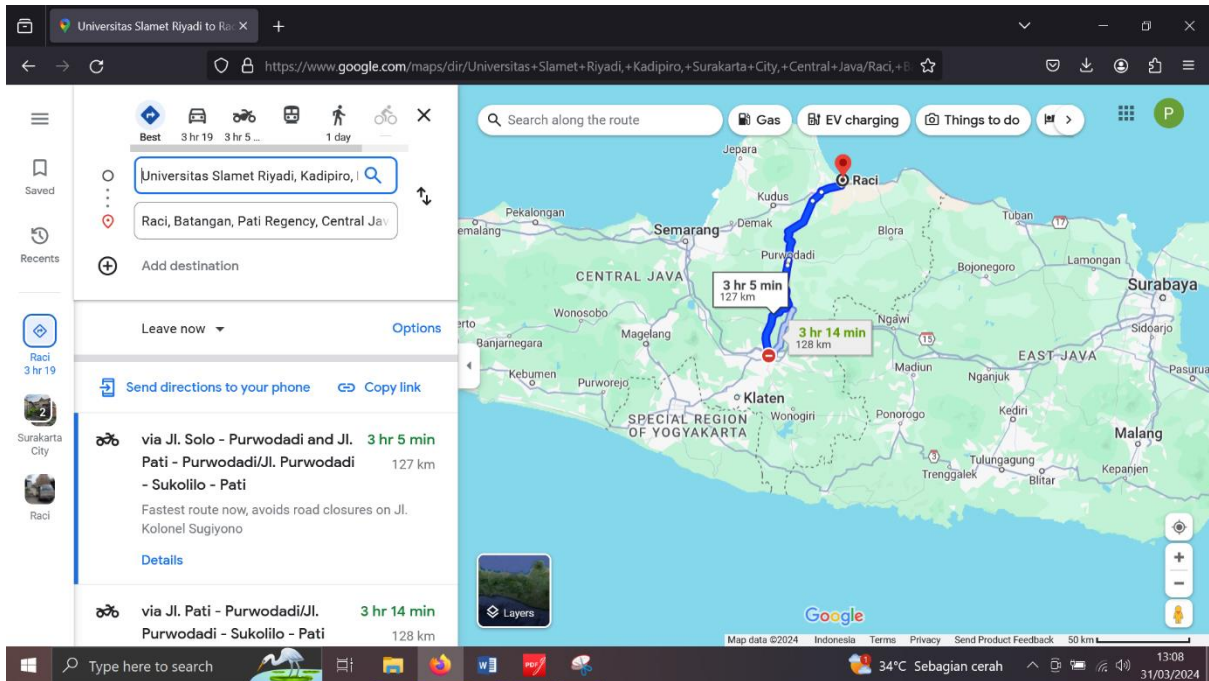 Universitas Slamet Riyadi to Rac
https://www.google.com/maps/dir/Universitas+Slamet+Riyadi,+Kadipiro,+Surakarta+City,+Central+Java/Raci,+B
Best
3 hr 19
3 hr 5 ...
1 day
Universitas Slamet Riyadi, Kadipiro,
Raci, Batangan, Pati Regency, Central Jav
Add destination
Leave now
Options
Send directions to your phone
Copy link
via Jl. Solo - Purwodadi and Jl. 3 hr 5 min
Pati - Purwodadi/Jl. Purwodadi 127 km
- Sukolilo - Pati
Fastest route now, avoids road closures on Jl.
Kolonel Sugiyono
Details
via Jl. Pati - Purwodadi/Jl. 3 hr 14 min
Purwodadi - Sukolilo - Pati 128 km
Saved
Recents
Raci
3 hr 19
2
Surakarta
City
Raci
Search along the route
Gas
EV charging
Things to do
P
Jepara
Raci
Kudus
Pekalongan
emalang
Semarang
Demak
Blora
Tuban
17
Purwodadi
Lamongan
Bojonegoro
CENTRAL JAVA
Surabaya
3 hr 5 min
127 km
Wonosobo
Ngawi
Sidoarjo
erto
Banjarnegara
Magelang
3 hr 14 min
128 km
15
EAST JAVA
Kebumen
Purworejo
Madiun
Nganjuk
Pasurua
Klaten
SPECIAL REGION
OF YOGYAKARTA
Wonogiri
Ponorogo
Kediri
Malang
3
Tulungagung
Trenggalek
Blitar
Kepanjen
Layers
Google
Map data ©2024 Indonesia Terms Privacy Send Product Feedback 50 km
Type here to search
34°C Sebagian cerah
13:08
31/03/2024